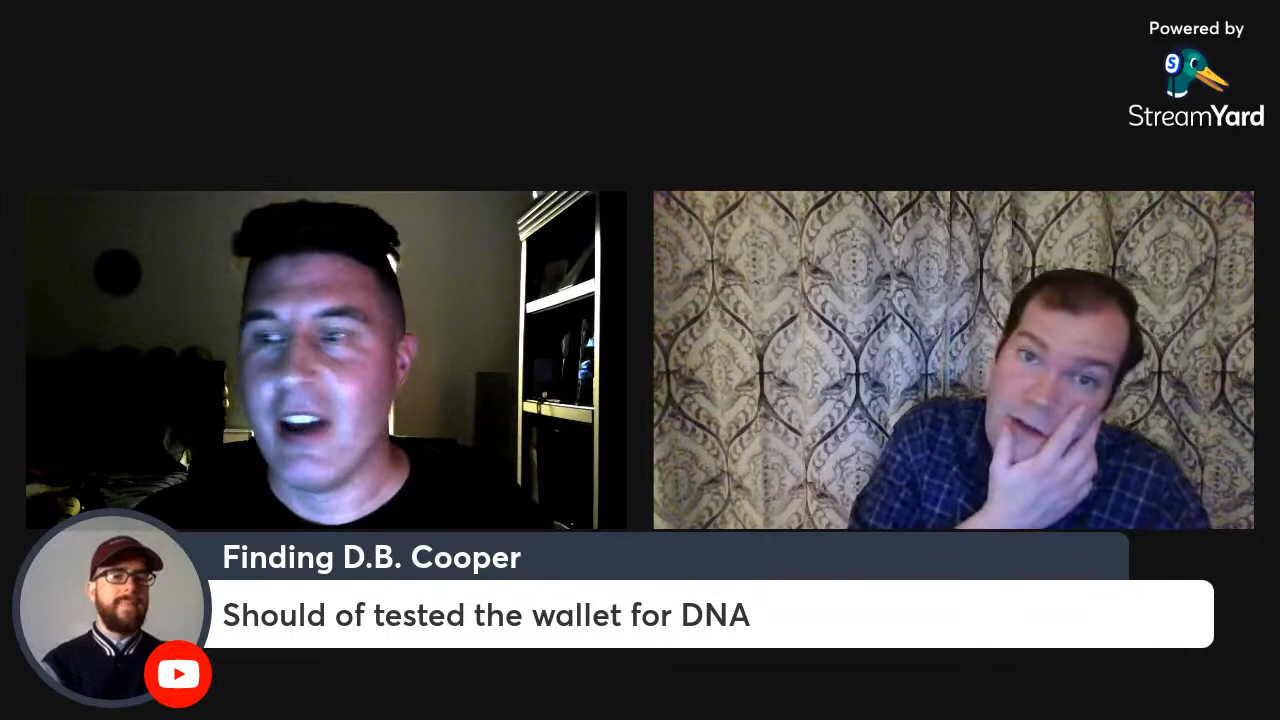 Powered by
StreamYard
Finding D.B. Cooper
Should of tested the wallet for DNA